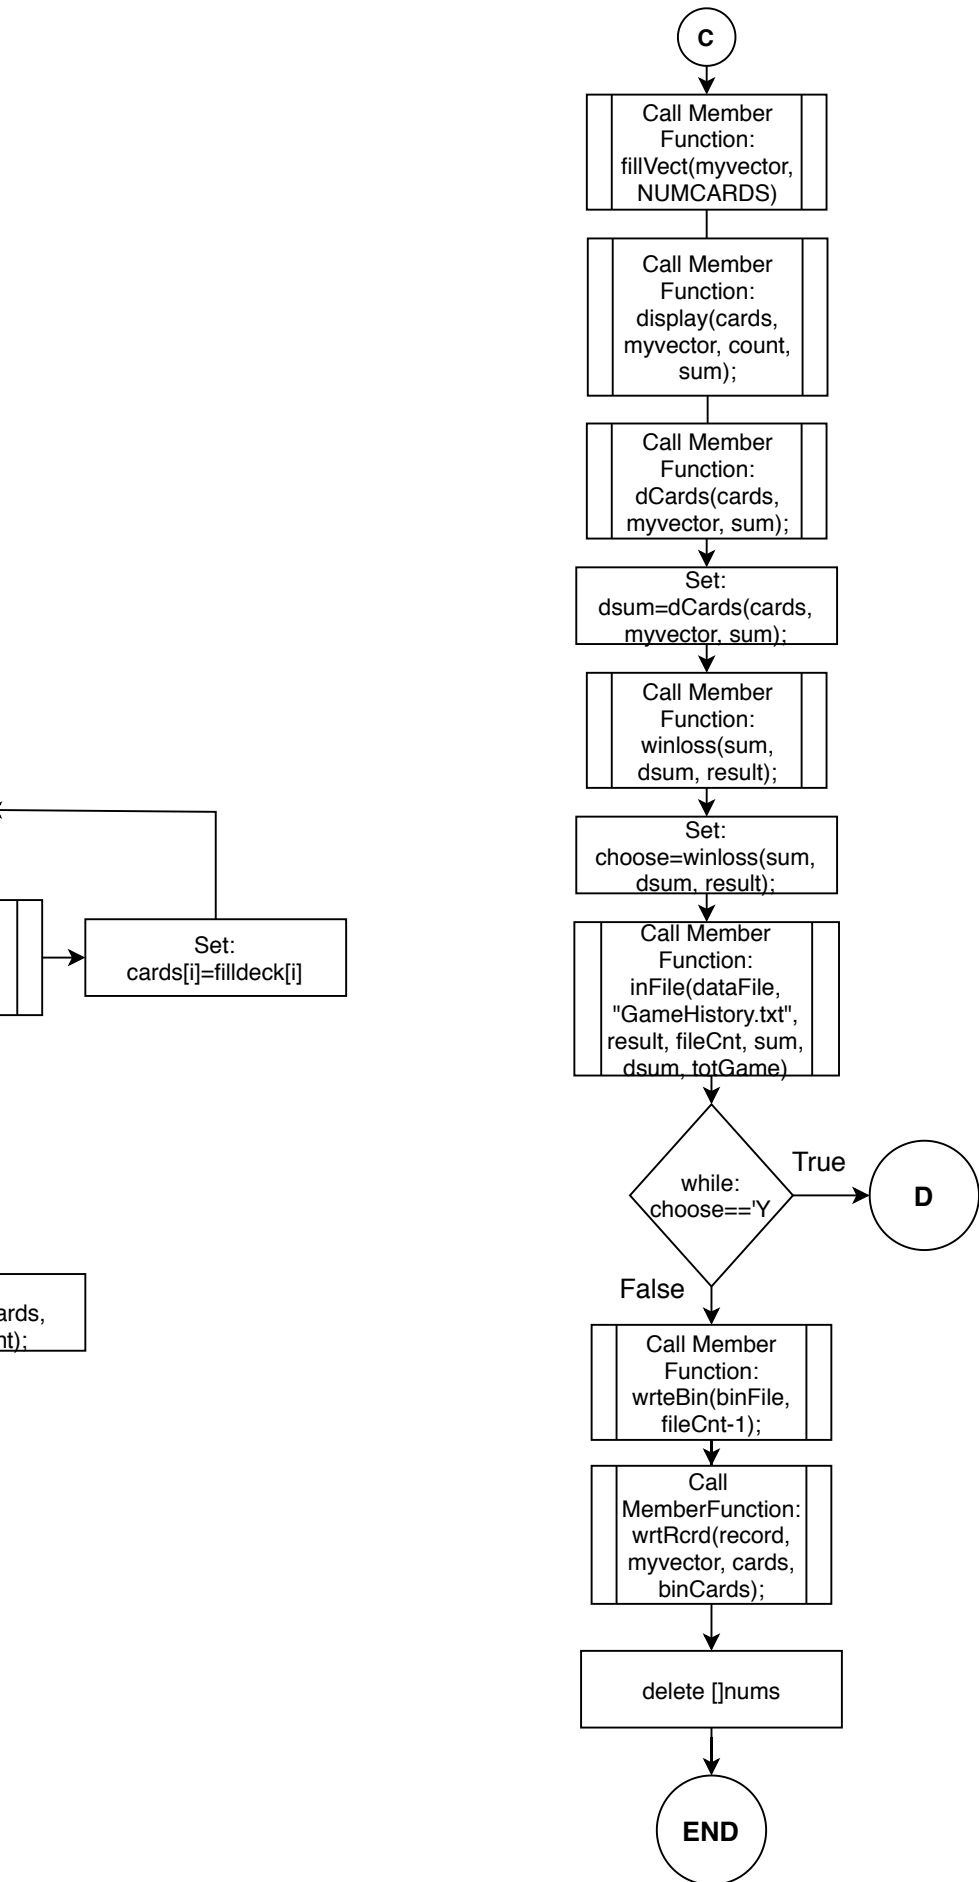 C
Call Member
Function:
fillVect(myvector,
NUMCARDS)
Call Member
Function:
display(cards,
myvector, count,
sum);
Call Member
Function:
dCards(cards,
myvector, sum);
Set:
dsum=dCards(cards,
myvector, sum);
Call Member
Function:
winloss(sum,
dsum, result);
Set:
choose=winloss(sum,
dsum, result);
Set:
cards[i]=filldeck[i]
Call Member
Function:
inFile(dataFile,
"GameHistory.txt",
result, fileCnt, sum,
dsum, totGame)
while:
choose=='Y
True
D
False
ards,
nt);
Call Member
Function:
wrteBin(binFile,
fileCnt-1);
Call
MemberFunction:
wrtRcrd(record,
myvector, cards,
binCards);
delete []nums
END